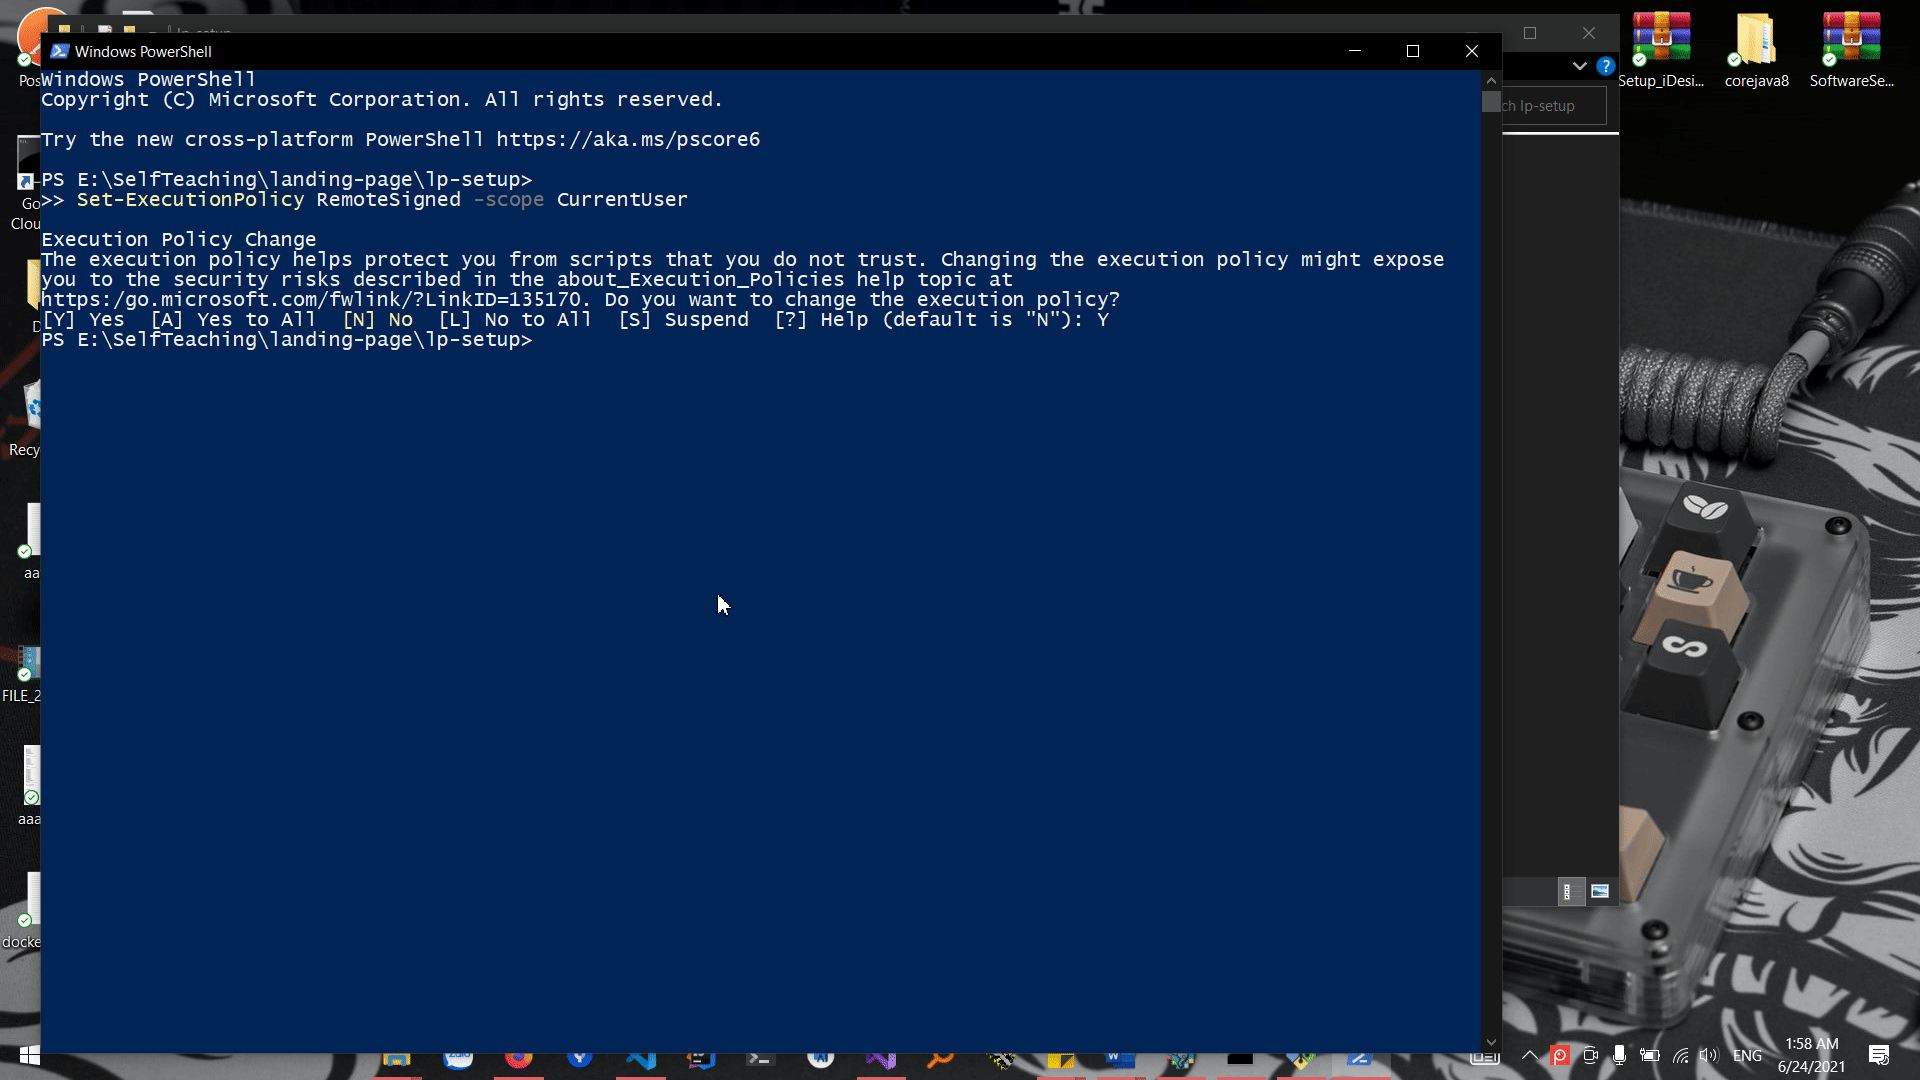 lp-setup
Windows PowerShell
Windows PowerShell
Copyright (C) Microsoft Corporation. All rights reserved.
Try the new cross-platform PowerShell https://aka.ms/pscore6
PS E:\SelfTeaching\landing-page\lp-setup>
>> Set-ExecutionPolicy RemoteSigned -scope CurrentUser
Execution Policy Change
The execution policy helps protect you from scripts that you do not trust. Changing the execution policy might expose
you to the security risks described in the about_Execution_Policies help topic at
https:/go.microsoft.com/fwlink/?LinkID=135170. Do you want to change the execution policy?
[Y] Yes  [A] Yes to All  [N] No  [L] No to All  [S] Suspend  [?] Help (default is "N"): Y
PS E:\SelfTeaching\landing-page\lp-setup>
ch lp-setup
Setup_iDesi...
corejava8
SoftwareSe...
Pos
Go
Clou
D
Recy
aa
FILE_2
aaa
docke
Zalo
ENG
1:58 AM
6/24/2021